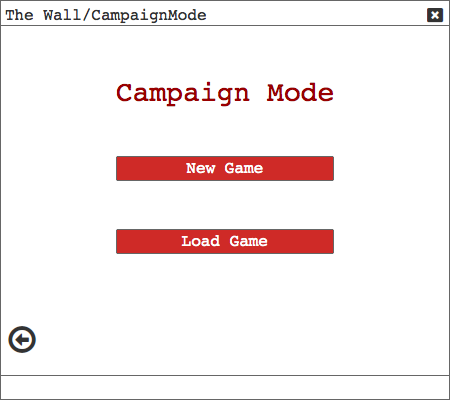 The Wall/CampaignMode
Campaign Mode
New Game
Load Game